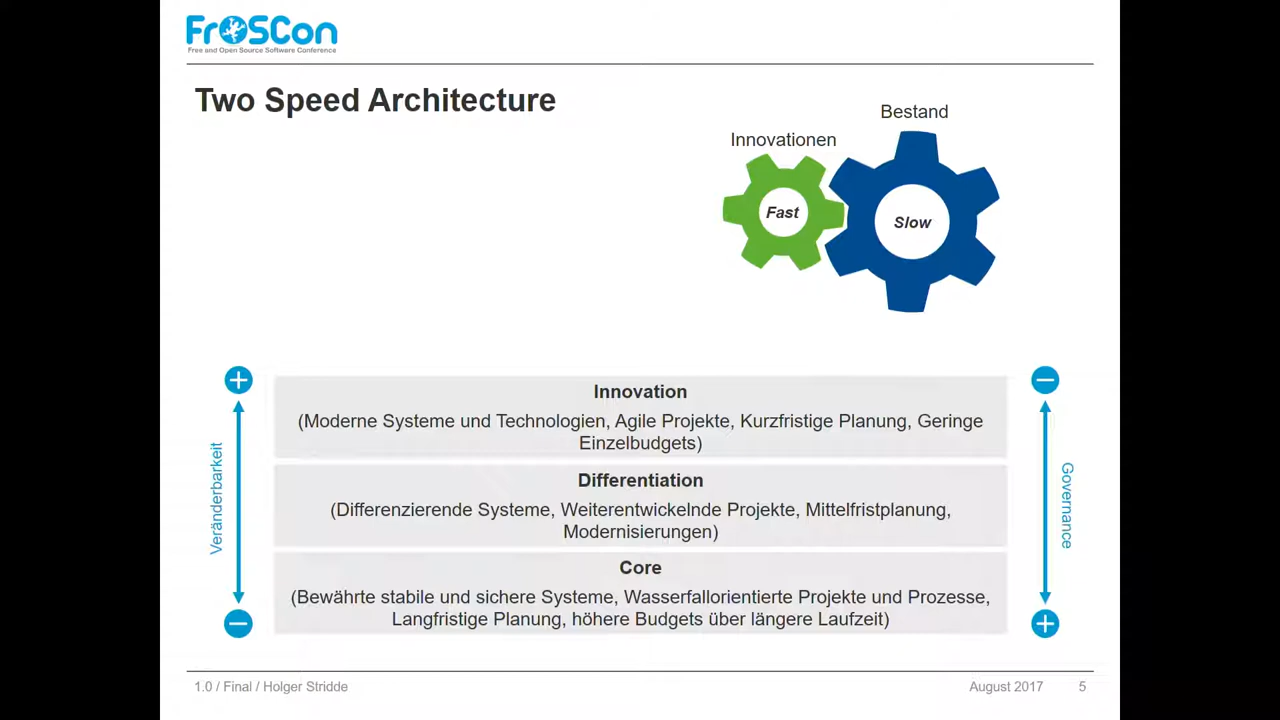 FrOSCon
Free and Open Source Software Conference
Two Speed Architecture
Bestand
Innovationen
Fast
Slow
Innovation
(Moderne Systeme und Technologien, Agile Projekte, Kurzfristige Planung, Geringe
Einzelbudgets)
Differentiation
(Differenzierende Systeme, Weiterentwickelnde Projekte, Mittelfristplanung,
Modernisierungen)
Core
(Bewährte stabile und sichere Systeme, Wasserfallorientierte Projekte und Prozesse,
Langfristige Planung, höhere Budgets über längere Laufzeit)
Veränderbarkeit
Governance
1.0 / Final / Holger Stridde
August 2017 5